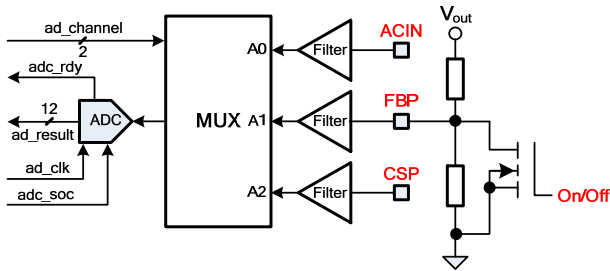 ad_channel
2
adc_rdy
12
ad_result
ad_clk
adc_soc
ADC
MUX
A0
A1
A2
Filter
Filter
Filter
ACIN
FBP
CSP
Vout
On/Off